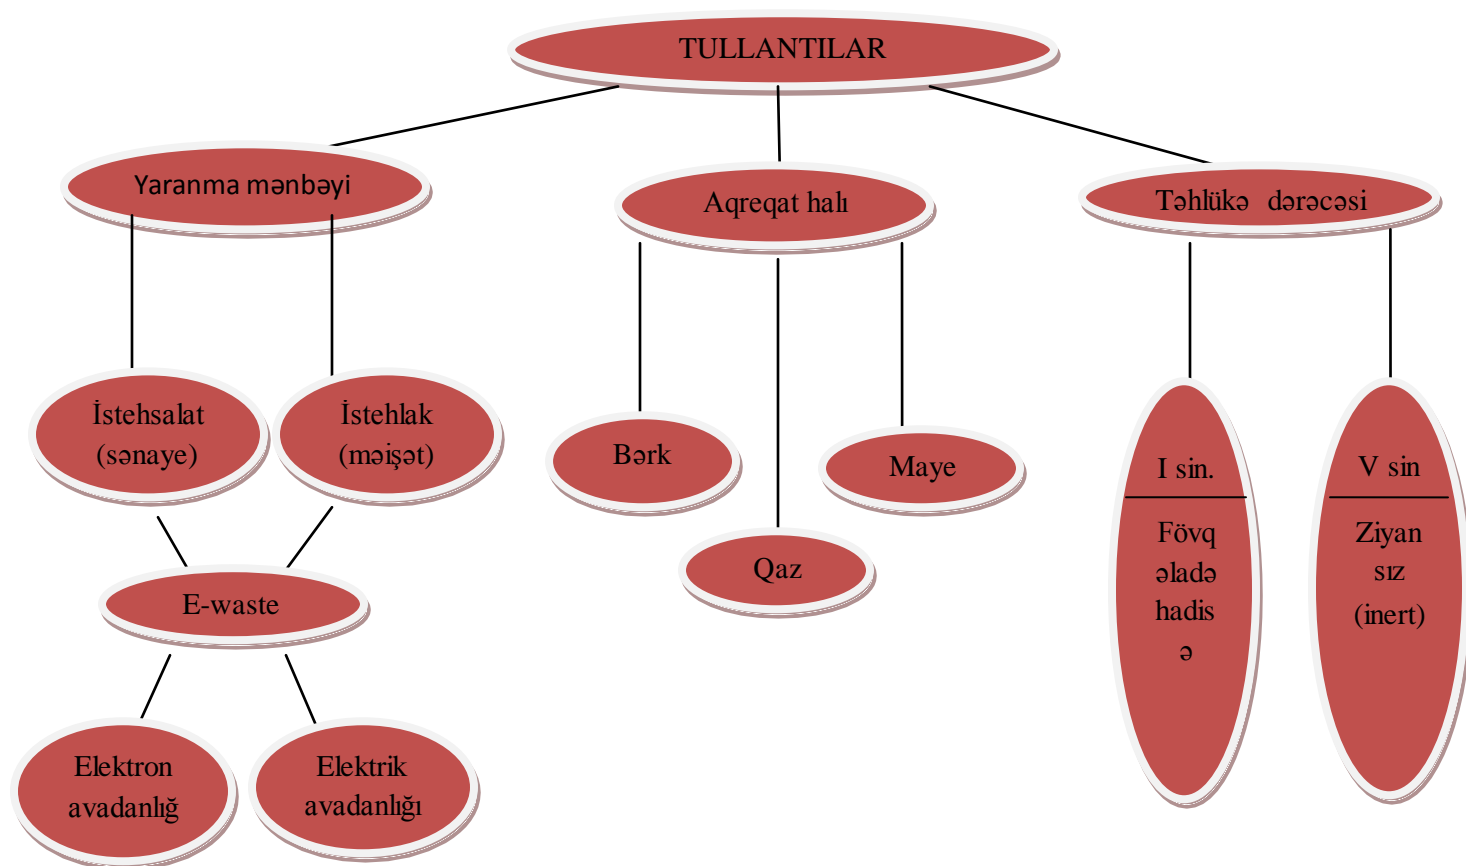 TULLANTILAR
Yaranma mənbəyi
Aqreqat halı
Təhlükə dərəcəsi
İstehsalat
(sənaye)
İstehlak
(məişət)
Bərk
Maye
Qaz
I sin.
Fövq
əladə
hadis
ə
V sin
Ziyan
sız
(inert)
E-waste
Elektron
avadanlığ
Elektrik
avadanlığı